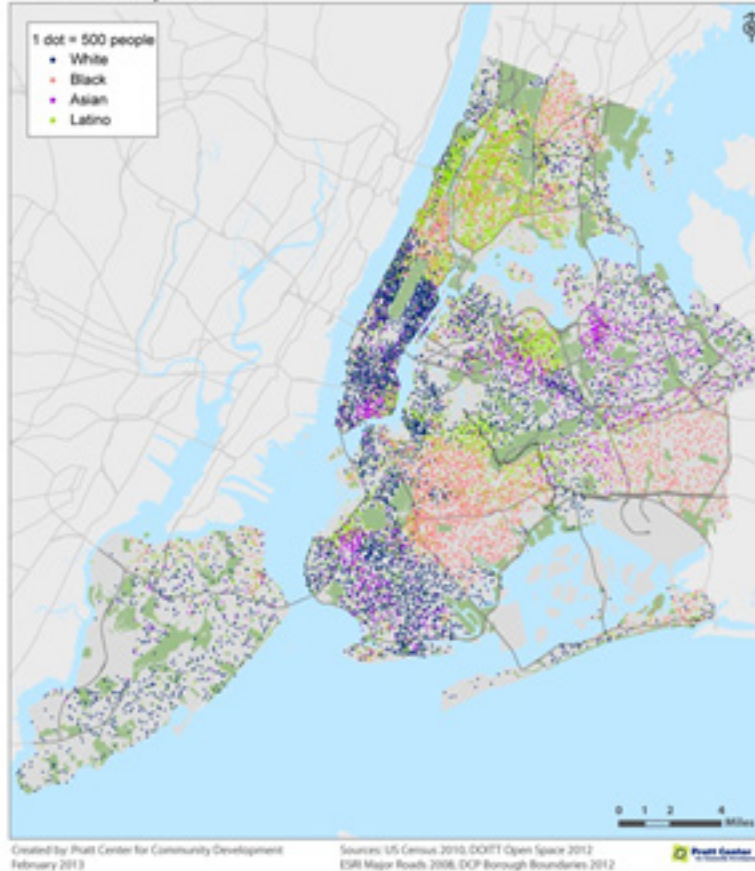 1 dot = 500 people
White
Black
Asian
Latino
0 1 2 4
Miles
Created by: Pratt Center for Community Development
February 2013
Sources: US Census 2010, DOITT Open Space 2012
ESRI Major Roads 2008, DCP Borough Boundaries 2012
Pratt Center